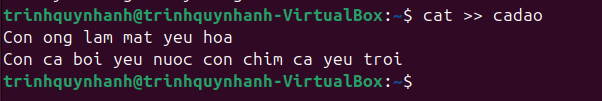 trinhquynhanh@trinhquynhanh-VirtualBox:~$ cat >> cadao
Con ong lam mat yeu hoa
Con ca boi yeu nuoc con chim ca yeu troi
trinhquynhanh@trinhquynhanh-VirtualBox:~$